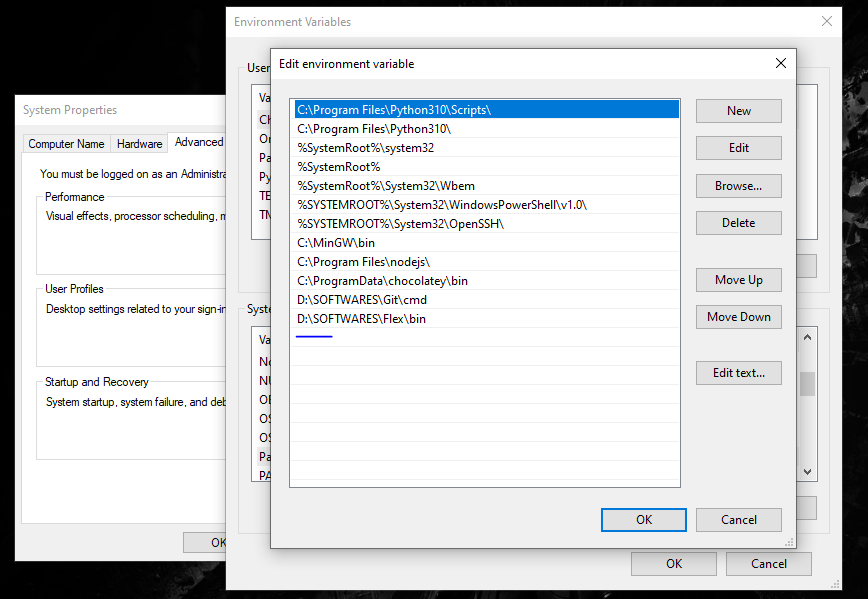 Environment Variables
Edit environment variable
User
System Properties
Computer Name
Hardware
Advanced
You must be logged on as an Administra
Performance
Visual effects, processor scheduling, m
User Profiles
Desktop settings related to your sign-in
Startup and Recovery
System startup, system failure, and deb
OK
Va
Ch
Or
Pa
Py
TE
TM
Syste
Va
No
NU
OS
OS
Pa
PA
C:\Program Files\Python310\Scripts\
C:\Program Files\Python310\
%SystemRoot%\system32
%SystemRoot%
%SystemRoot%\System32\Wbem
%SYSTEMROOT%\System32\WindowsPowerShell\v1.0\
%SYSTEMROOT%\System32\OpenSSH\
C:\MinGW\bin
C:\Program Files\nodejs\
C:\ProgramData\chocolatey\bin
D:\SOFTWARES\Git\cmd
D:\SOFTWARES\Flex\bin
New
Edit
Browse...
Delete
Move Up
Move Down
Edit text...
OK
Cancel
OK
Cancel